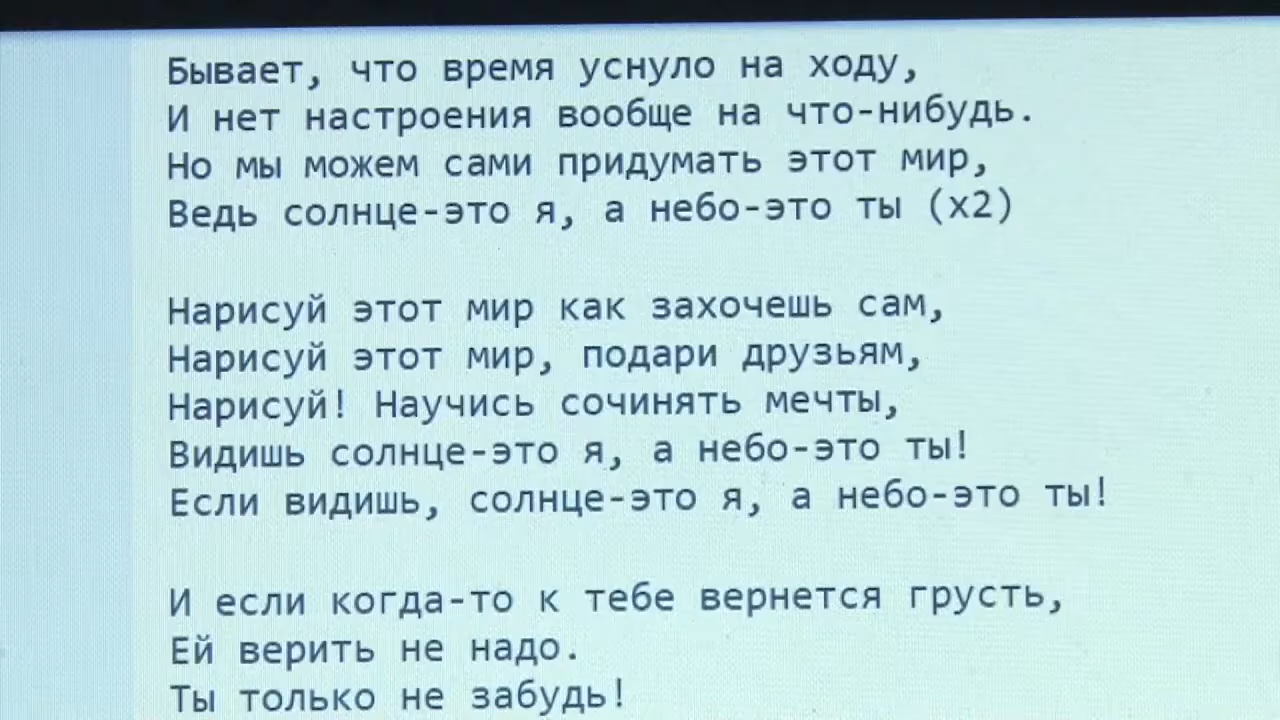 Бывает, что время уснуло на ходу,
И нет настроения вообще на что-нибудь.
Но мы можем сами придумать этот мир,
Ведь солнце-это я, а небо-это ты (х2)
Нарисуй этот мир как захочешь сам,
Нарисуй этот мир, подари друзьям,
Нарисуй! Научись сочинять мечты,
Видишь солнце-это я, а небо-это ты!
Если видишь, солнце-это я, а небо-это ты!
И если когда-то к тебе вернется грусть,
Ей верить не надо.
Ты только не забудь!